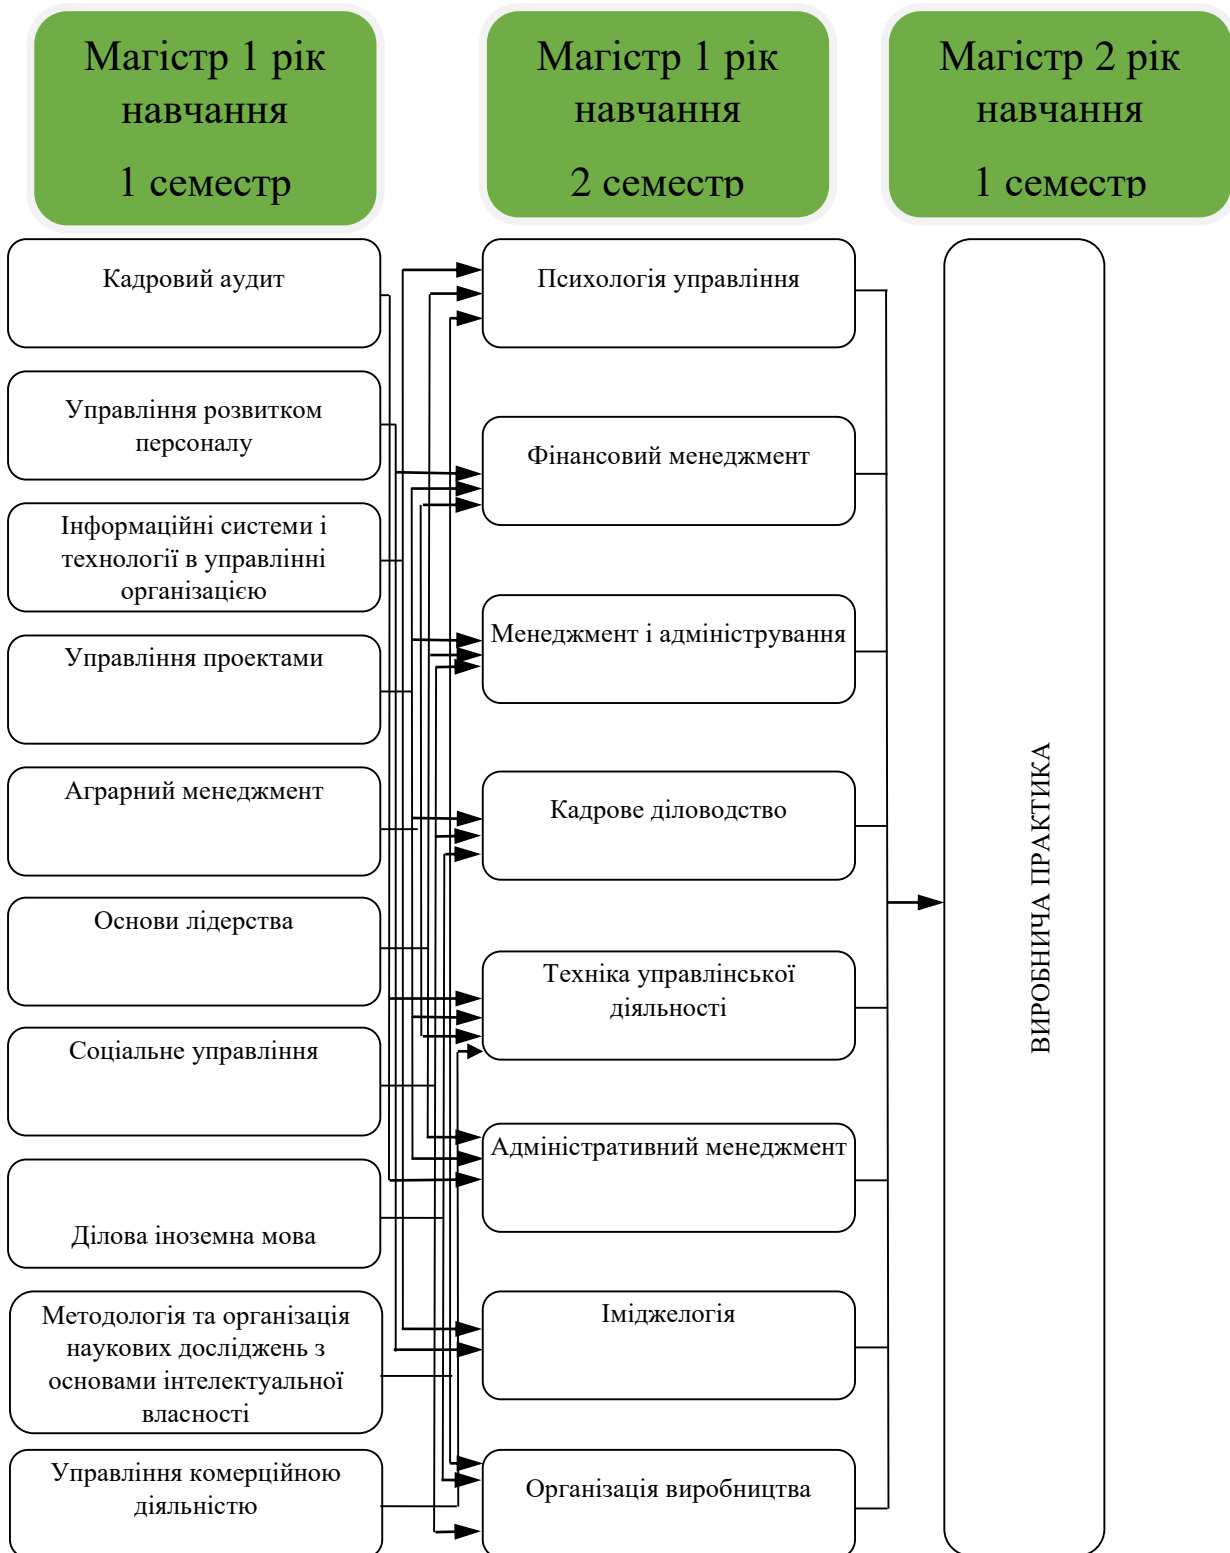 Магістр 1 рік
навчання
1 семестр
Магістр 1 рік
навчання
2 семестр
Магістр 2 рік
навчання
1 семестр
Кадровий аудит
Управління розвитком
персоналу
Інформаційні системи і
технології в управлінні
організацією
Управління проектами
Аграрний менеджмент
Основи лідерства
Соціальне управління
Ділова іноземна мова
Методологія та організація
наукових досліджень з
основами інтелектуальної
власності
Управління комерційною
діяльністю
Психологія управління
Фінансовий менеджмент
Менеджмент і адміністрування
Кадрове діловодство
Техніка управлінської
діяльності
Адміністративний менеджмент
Іміджелогія
Організація виробництва
ВИРОБНИЧА ПРАКТИКА